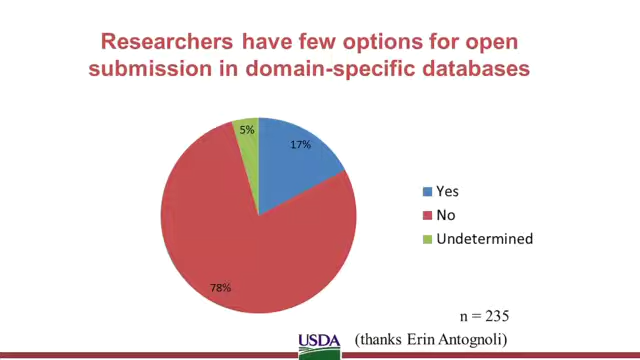 Researchers have few options for open
submission in domain-specific databases
5%
17%
78%
Yes
No
Undetermined
n = 235
USDA
(thanks Erin Antognoli)